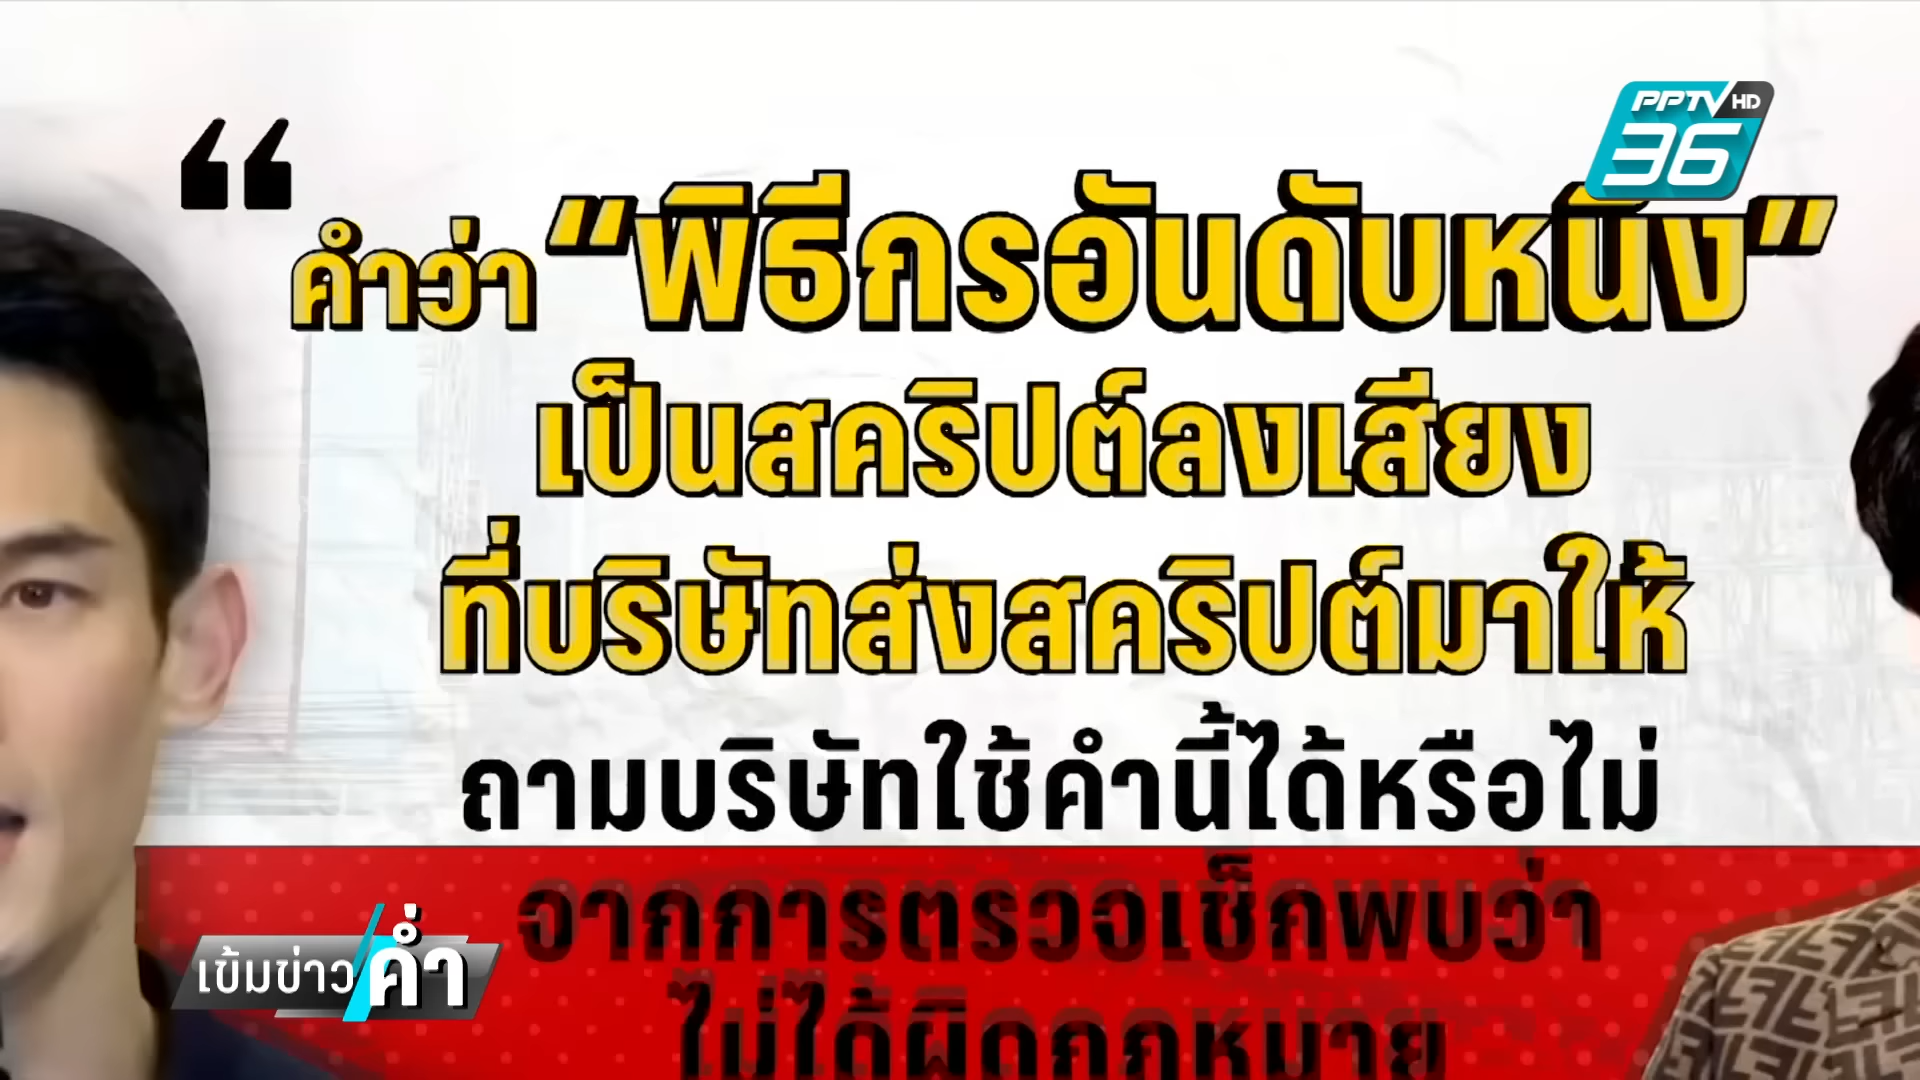 PPTV HD
36
“
คำว่า “พิธีกรอันดับหนึ่ง”
เป็นสคริปต์ลงเสียง
ที่บริษัทส่งสคริปต์มาให้
ถามบริษัทใช้คำนี้ได้หรือไม่
จากการตรวจเช็กพบว่า
ไม่ได้ผิดกฎหมาย
เข้มข่าวค่ำ